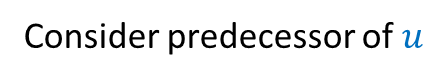 Consider predecessor of 𝑢